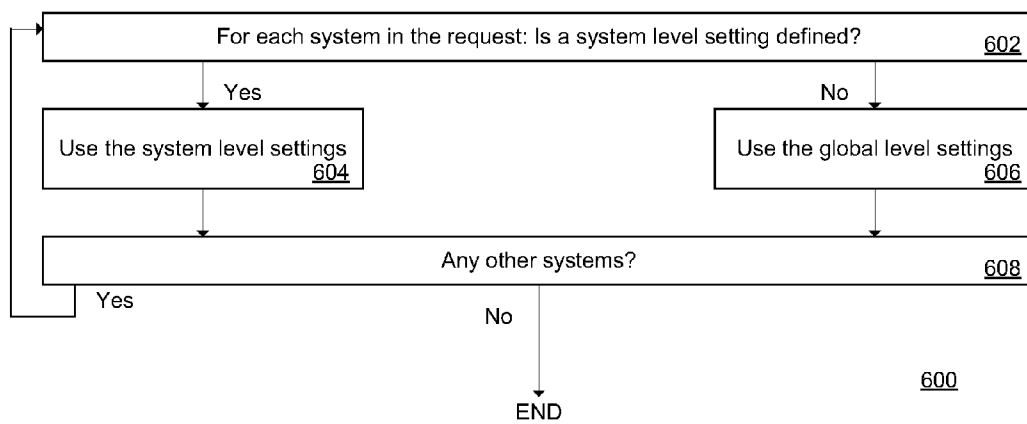 For each system in the request: Is a system level setting defined?
602
Yes
No
Use the system level settings
604
Use the global level settings
606
Any other systems?
608
Yes
No
600
END